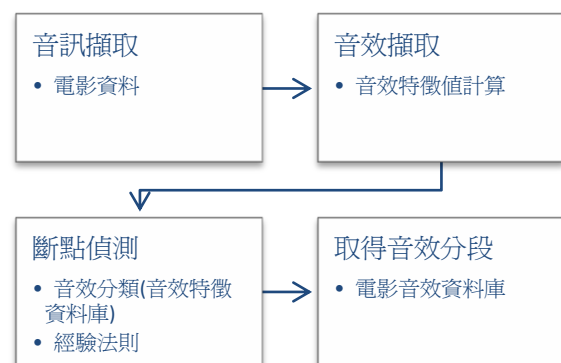 音訊擷取
• 電影資料
音效擷取
• 音效特徵值計算
斷點偵測
• 音效分類(音效特徵
資料庫)
• 經驗法則
取得音效分段
• 電影音效資料庫